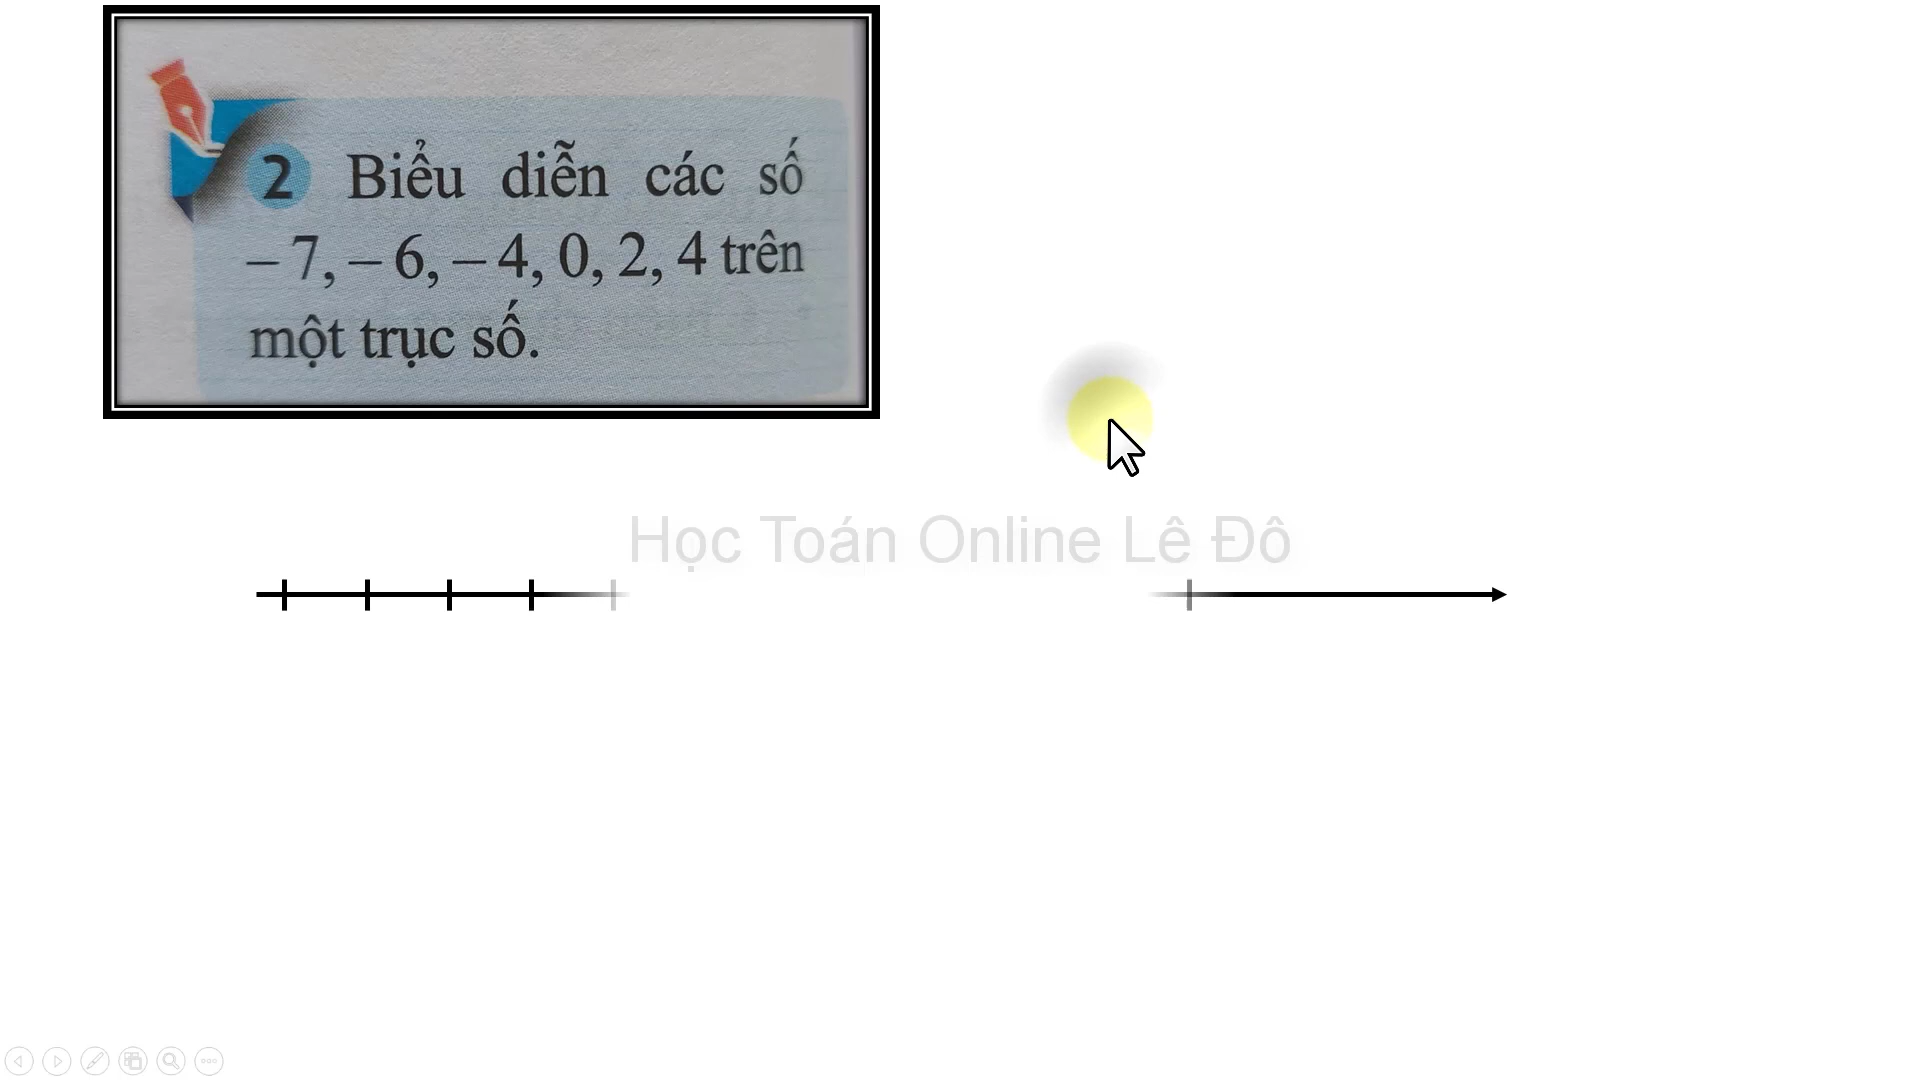 2 Biểu diễn các số
– 7, – 6, – 4, 0, 2, 4 trên
một trục số.
Học Toán Online Lê Đô